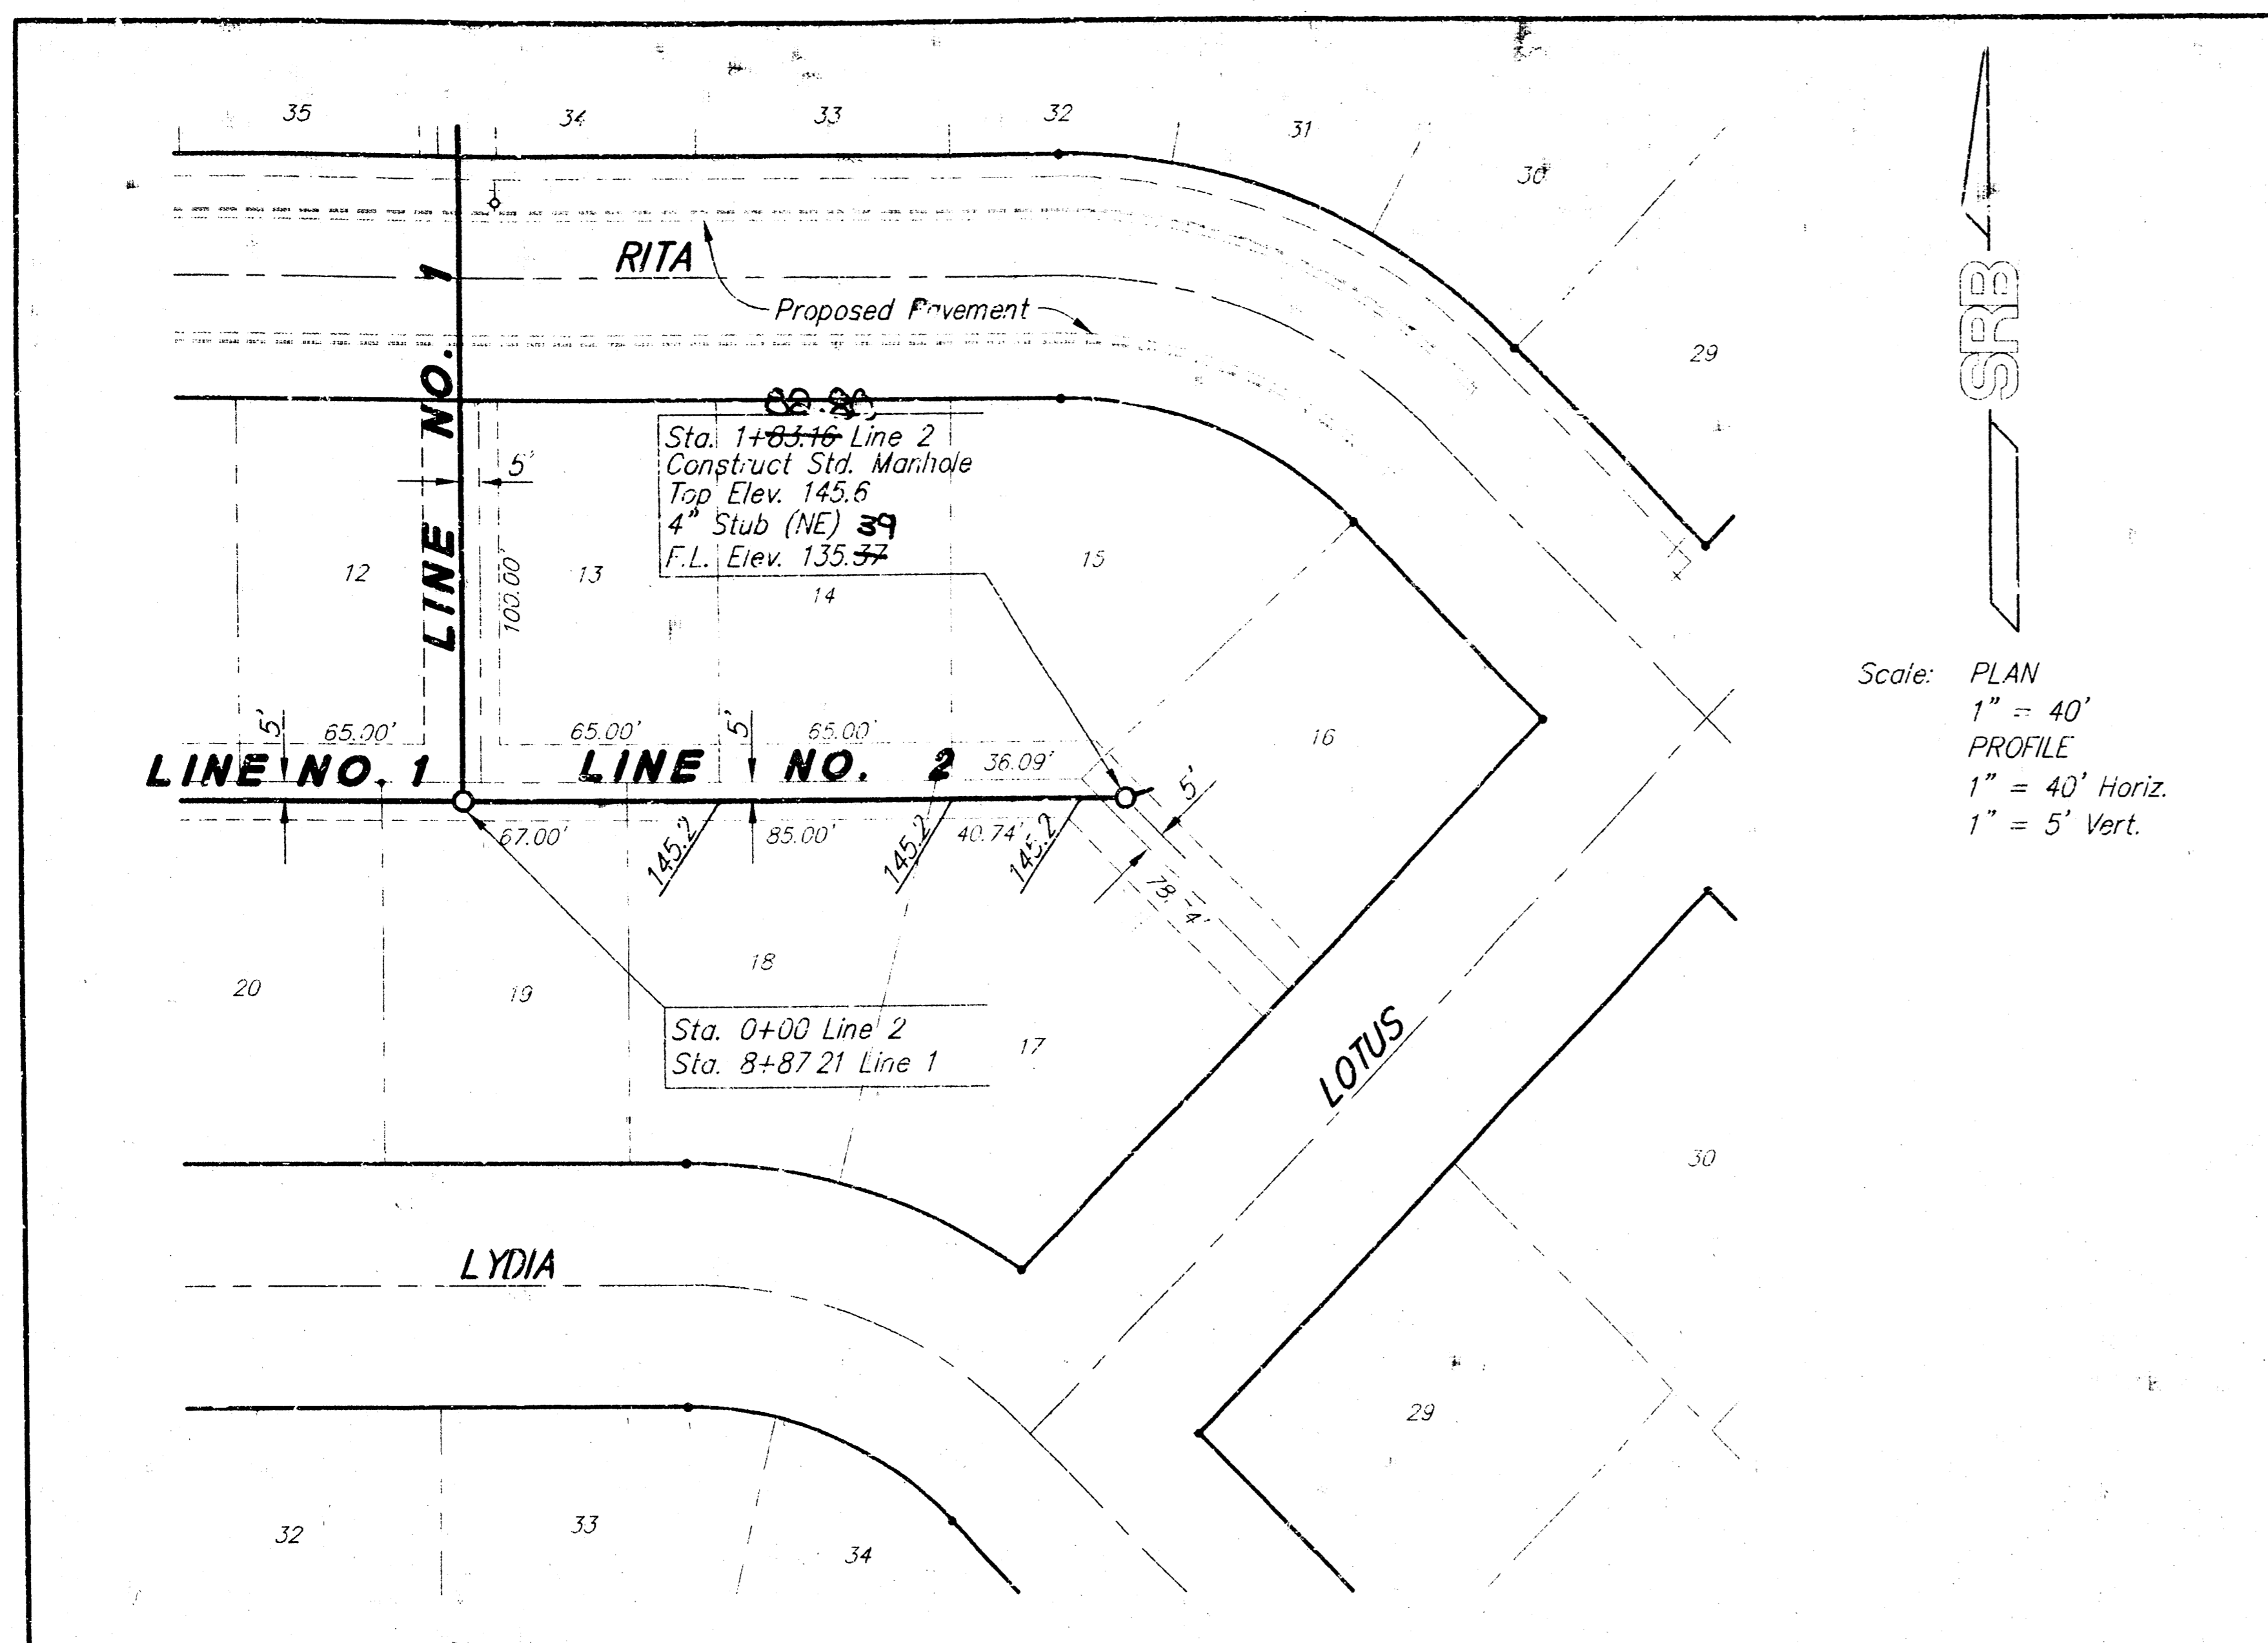 35
34
33
32
31
30
29
RITA
Proposed Pavement
LINE NO. 1
SRB
Sta. 1+83.16 Line 2
Construct Std. Manhole
Top Elev. 145.6
4" Stub (NE) 39
F.L. Elev. 135.37
5'
100.00'
12
13
14
15
16
Scale: PLAN
1" = 40'
PROFILE
1" = 40' Horiz.
1" = 5' Vert.
5'
65.00'
65.00'
5'
65.00'
36.09'
LINE NO. 1
LINE NO. 2
5'
67.00'
145.2
85.00'
145.2
40.74'
145.2
20
19
18
17
Sta. 0+00 Line 2
Sta. 8+87 21 Line 1
LOTUS
30
LYDIA
29
32
33
34